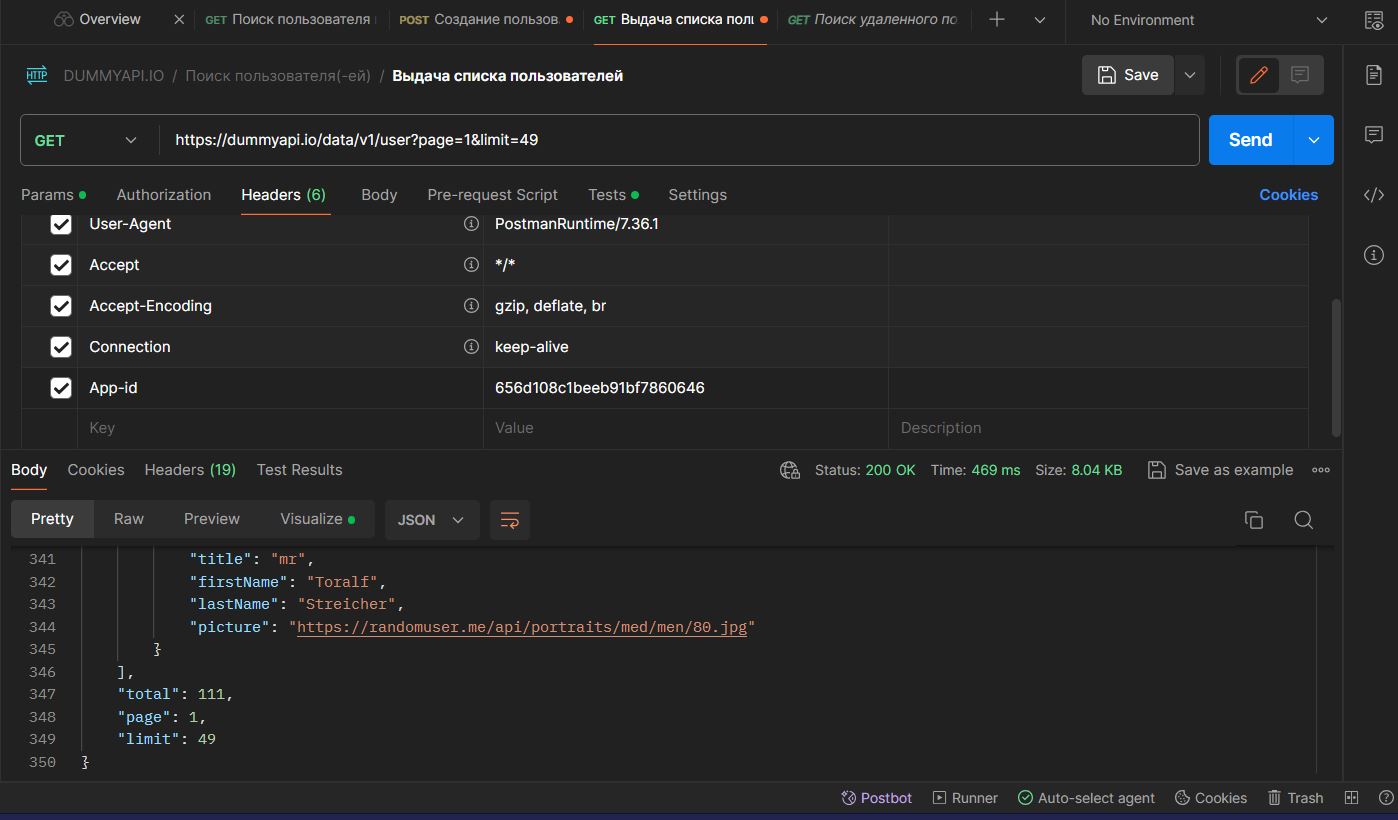 Overview GET Поиск пользователя POST Создание пользов. GET Выдача списка пол GET Поиск удаленного по No Environment
HTTP DUMMYAPI.IO / Поиск пользователя(-ей) / Выдача списка пользователей Save
GET https://dummyapi.io/data/v1/user?page=1&limit=49 Send
Params Authorization Headers (6) Body Pre-request Script Tests Settings Cookies
User-Agent PostmanRuntime/7.36.1
Accept */*
Accept-Encoding gzip, deflate, br
Connection keep-alive
App-id 656d108c1beeb91bf7860646
Key Value Description
Body Cookies Headers (19) Test Results Status: 200 OK Time: 469 ms Size: 8.04 KB Save as example
Pretty Raw Preview Visualize JSON
341 "title": "mr",
342 "firstName": "Toralf",
343 "lastName": "Streicher",
344 "picture": "https://randomuser.me/api/portraits/med/men/80.jpg"
345 }
346 ],
347 "total": 111,
348 "page": 1,
349 "limit": 49
350 }
Postbot Runner Auto-select agent Cookies Trash